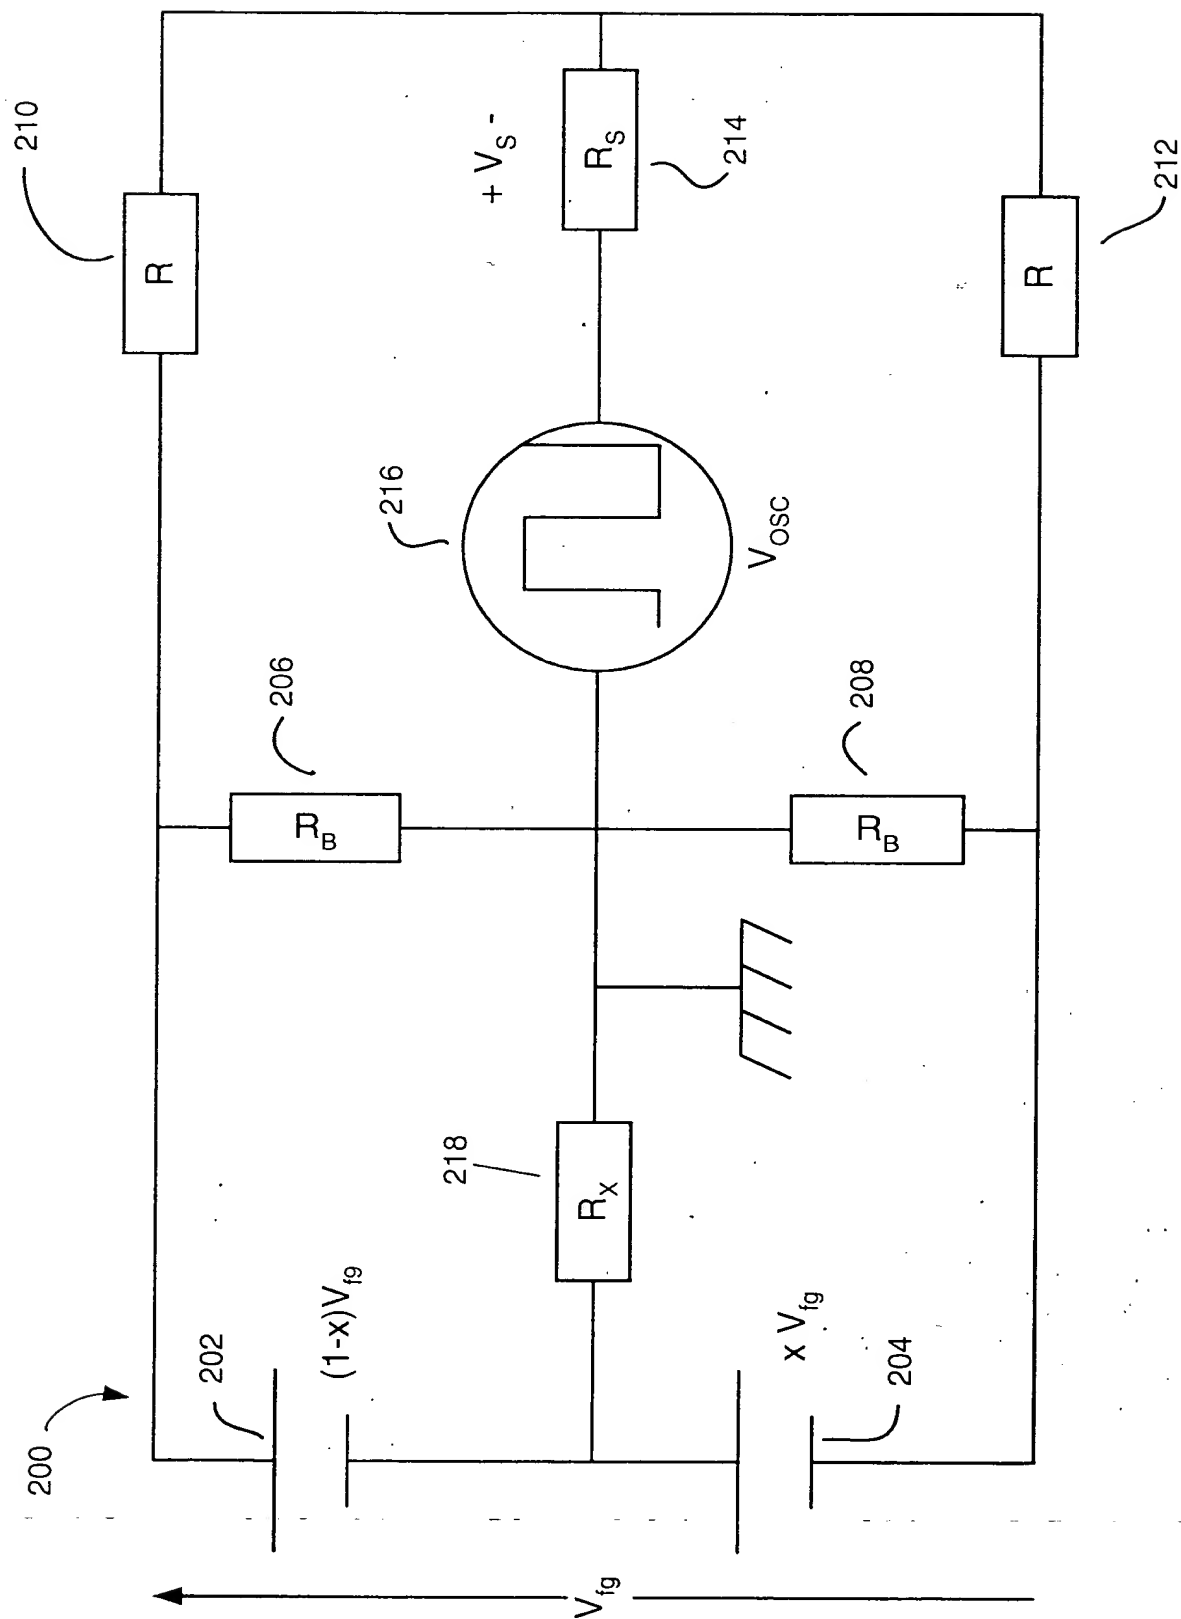 210
R
+ V_S -
R_S
214
R
212
216
V_OSC
206
R_B
208
R_B
218
R_X
202
(1-x)V_fg
x V_fg
204
200
V_fg